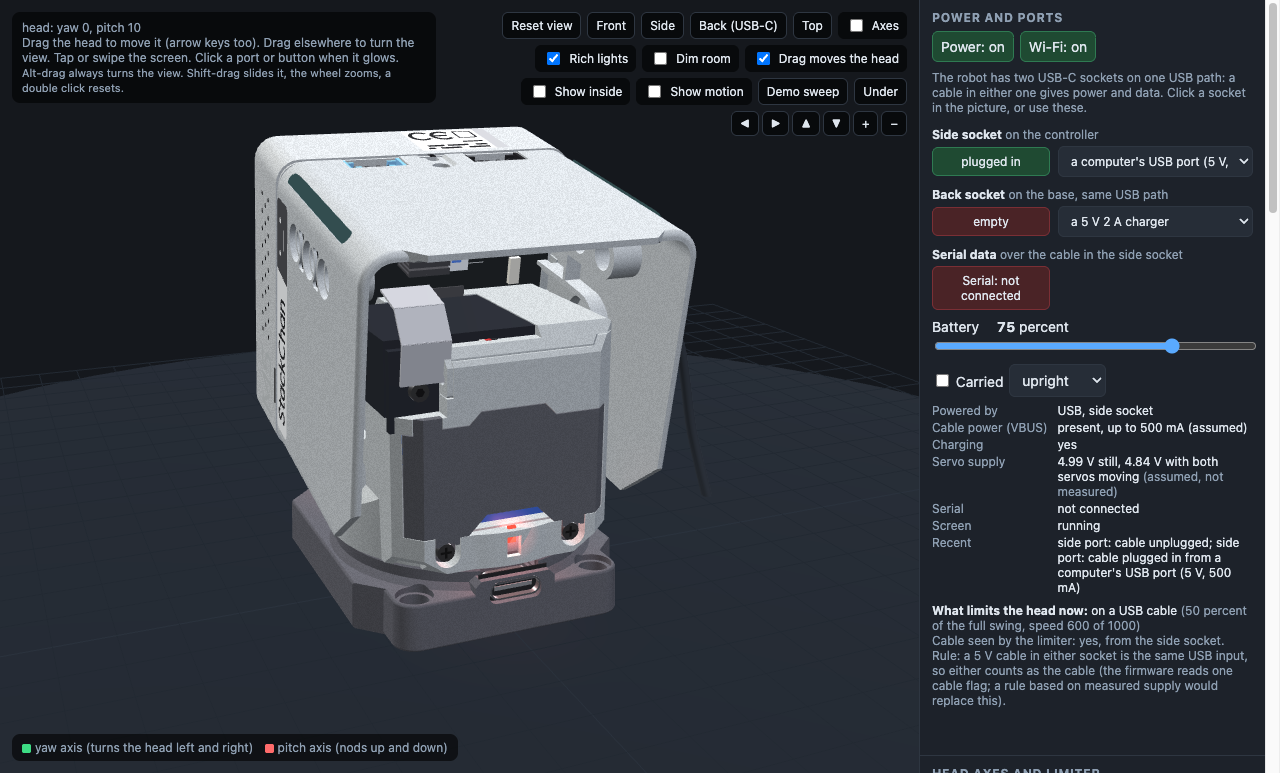 head: yaw 0, pitch 10
Drag the head to move it (arrow keys too). Drag elsewhere to turn the
view. Tap or swipe the screen. Click a port or button when it glows.
Alt-drag always turns the view. Shift-drag slides it, the wheel zooms, a
double click resets.
Reset view Front Side Back (USB-C) Top Axes
Rich lights Dim room Drag moves the head
Show inside Show motion Demo sweep Under
◀ ▶ ▲ ▼ + −
CE
StackChan
yaw axis (turns the head left and right) pitch axis (nods up and down)
POWER AND PORTS
Power: on Wi-Fi: on
The robot has two USB-C sockets on one USB path: a
cable in either one gives power and data. Click a socket
in the picture, or use these.
Side socket on the controller
plugged in a computer's USB port (5 V,
Back socket on the base, same USB path
empty a 5 V 2 A charger
Serial data over the cable in the side socket
Serial: not
connected
Battery 75 percent
Carried upright
Powered by USB, side socket
Cable power (VBUS) present, up to 500 mA (assumed)
Charging yes
Servo supply 4.99 V still, 4.84 V with both
servos moving (assumed, not
measured)
Serial not connected
Screen running
Recent side port: cable unplugged; side
port: cable plugged in from a
computer's USB port (5 V, 500
mA)
What limits the head now: on a USB cable (50 percent
of the full swing, speed 600 of 1000)
Cable seen by the limiter: yes, from the side socket.
Rule: a 5 V cable in either socket is the same USB input,
so either counts as the cable (the firmware reads one
cable flag; a rule based on measured supply would
replace this).
HEAD AXES AND LIMITER